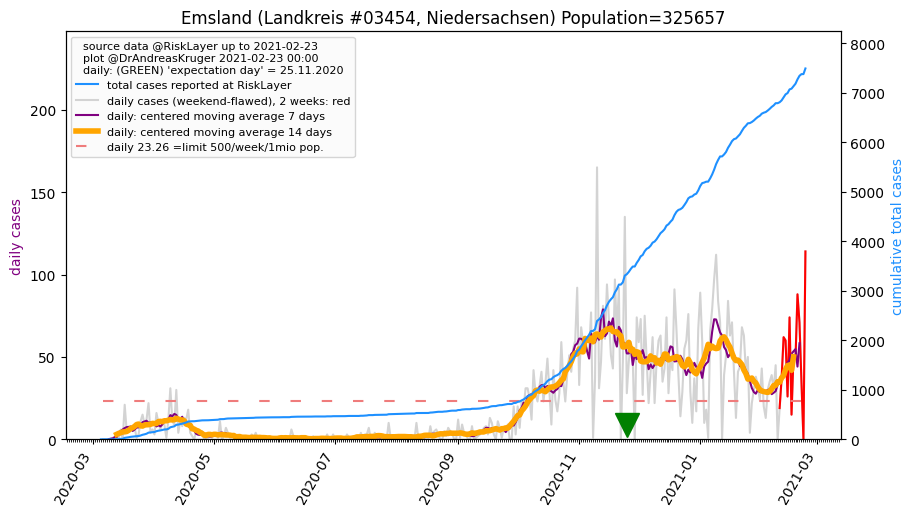 Emsland (Landkreis #03454, Niedersachsen) Population=325657
source data @RiskLayer up to 2021-02-23
plot @DrAndreasKruger 2021-02-23 00:00
daily: (GREEN) 'expectation day' = 25.11.2020
total cases reported at RiskLayer
daily cases (weekend-flawed), 2 weeks: red
daily: centered moving average 7 days
daily: centered moving average 14 days
daily 23.26 =limit 500/week/1mio pop.
daily cases
0
50
100
150
200
cumulative total cases
0
1000
2000
3000
4000
5000
6000
7000
8000
2020-03
2020-05
2020-07
2020-09
2020-11
2021-01
2021-03